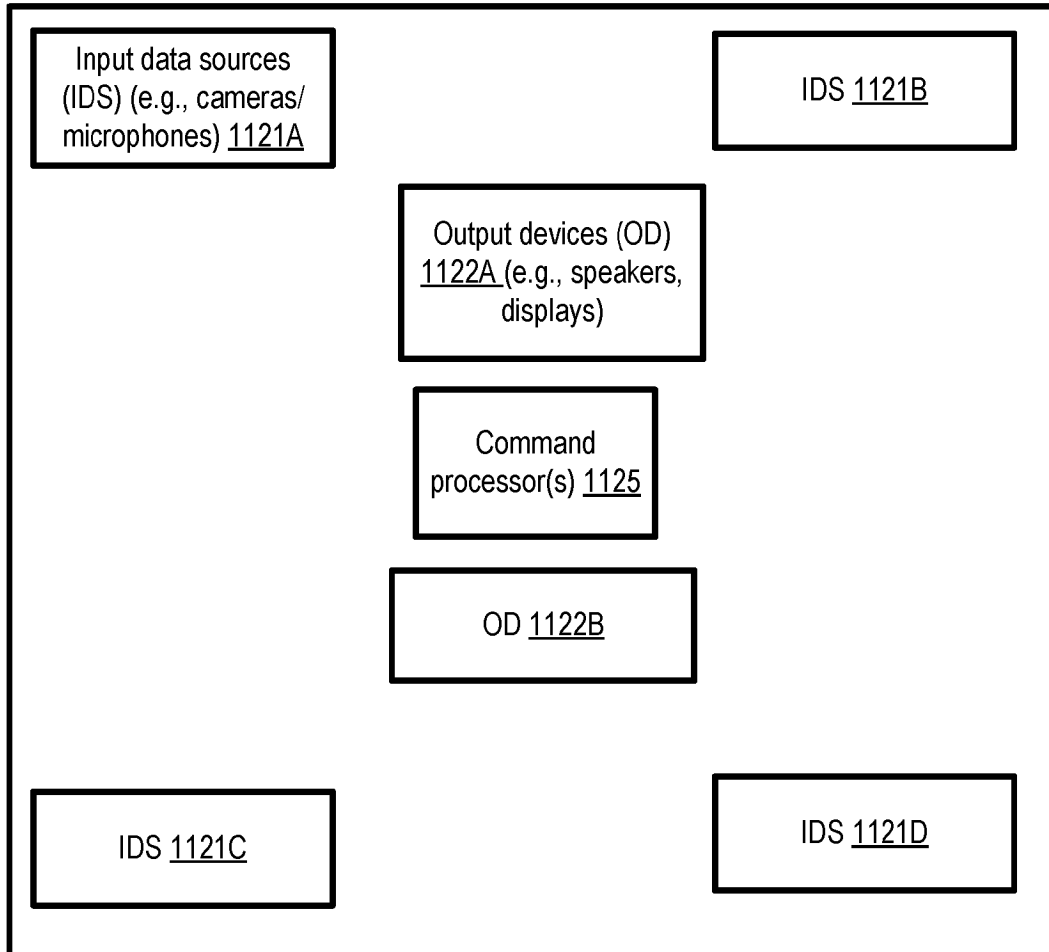 Input data sources
(IDS) (e.g., cameras/
microphones) 1121A
IDS 1121B
Output devices (OD)
1122A (e.g., speakers,
displays)
Command
processor(s) 1125
OD 1122B
IDS 1121C
IDS 1121D